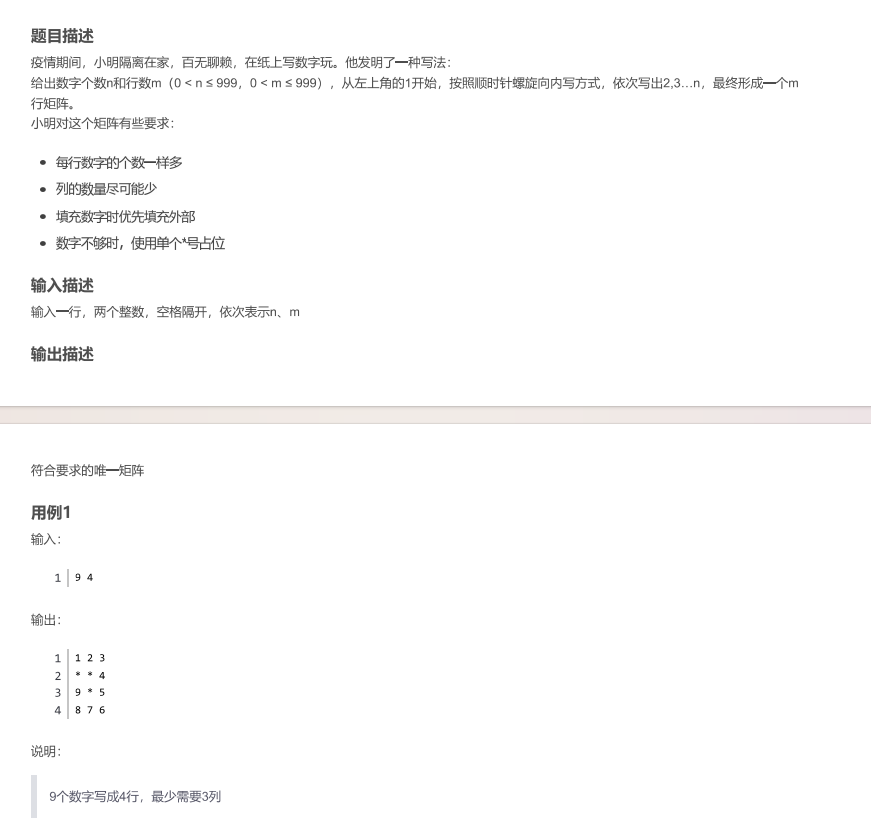 题目描述
疫情期间，小明隔离在家，百无聊赖，在纸上写数字玩。他发明了一种写法：
给出数字个数n和行数m（0 < n ≤ 999，0 < m ≤ 999），从左上角的1开始，按照顺时针螺旋向内写方式，依次写出2,3...n，最终形成一个m
行矩阵。
小明对这个矩阵有些要求：
• 每行数字的个数一样多
• 列的数量尽可能少
• 填充数字时优先填充外部
• 数字不够时，使用单个*号占位
输入描述
输入一行，两个整数，空格隔开，依次表示n、m
输出描述
符合要求的唯一矩阵
用例1
输入：
1 9 4
输出：
1 1 2 3
2 * * 4
3 9 * 5
4 8 7 6
说明：
9个数字写成4行，最少需要3列